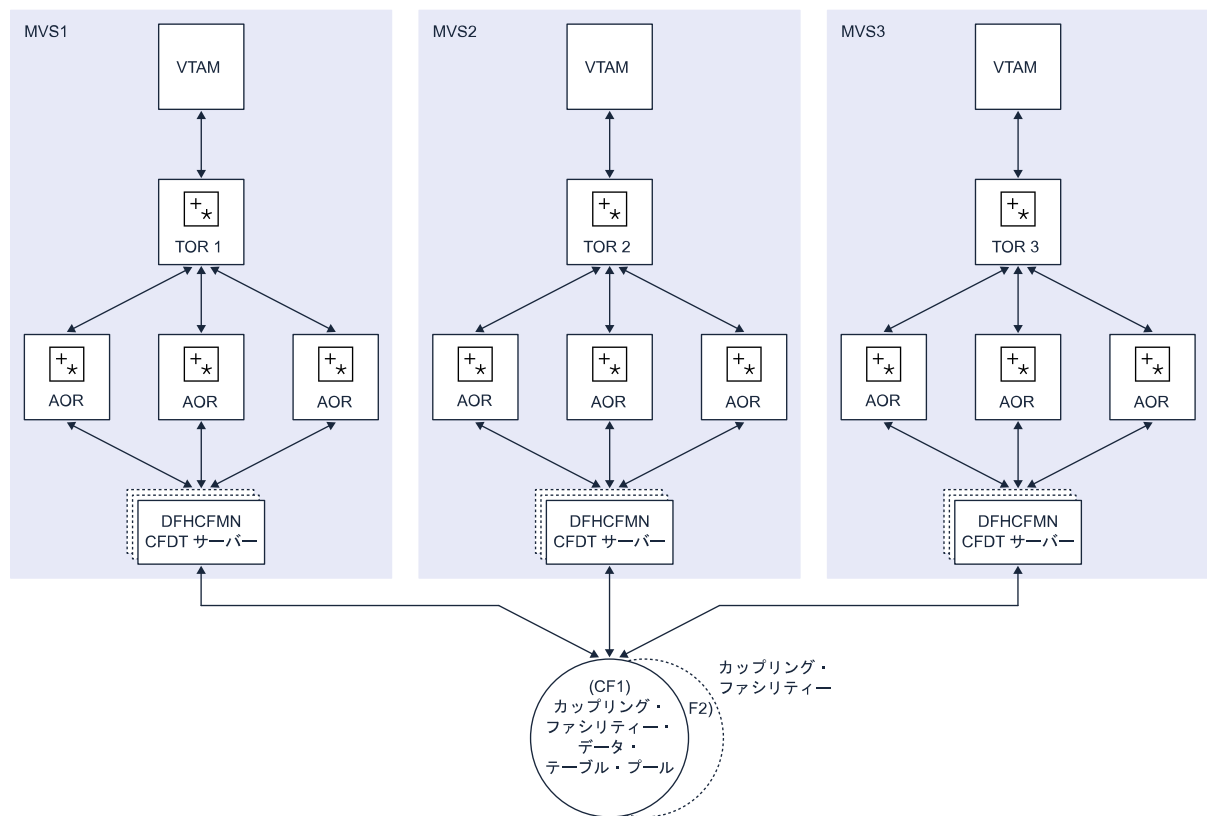 MVS1
VTAM
TOR 1
AOR
AOR
AOR
DFHCFMN
CFDT サーバー
MVS2
VTAM
TOR 2
AOR
AOR
AOR
DFHCFMN
CFDT サーバー
MVS3
VTAM
TOR 3
AOR
AOR
AOR
DFHCFMN
CFDT サーバー
(CF1)
カップリング・
ファシリティー・
データ・
テーブル・プール
F2)
カップリング・
ファシリティー